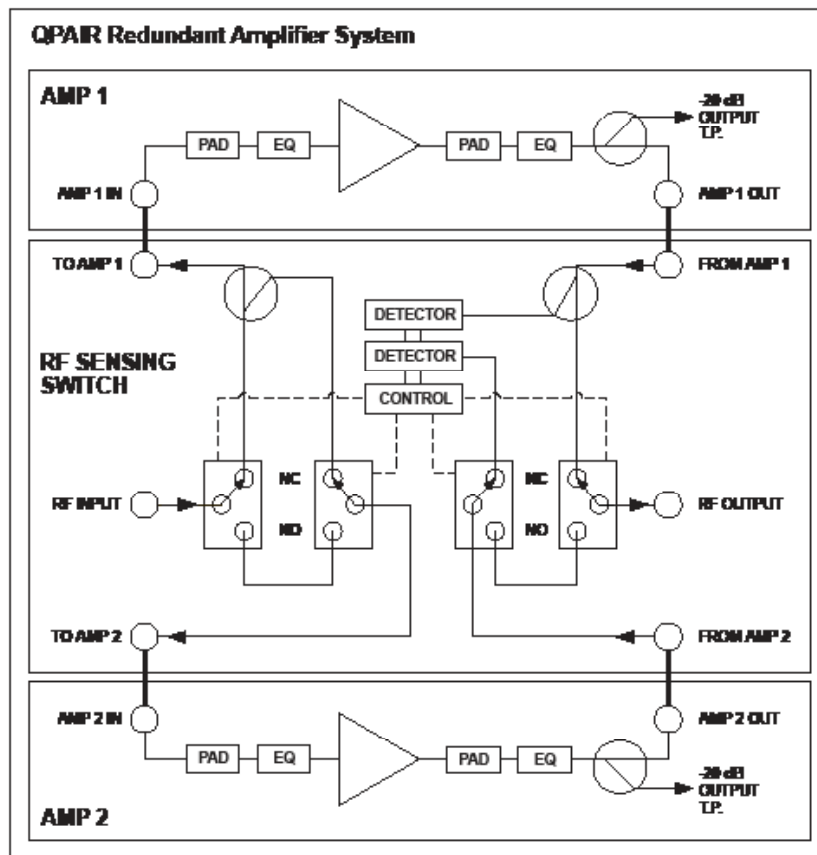 QPAIR Redundant Amplifier System
AMP 1
-20 dB
OUTPUT
T.P.
PAD
EQ
PAD
EQ
AMP 1 IN
AMP 1 OUT
TO AMP 1
FROM AMP 1
DETECTOR
DETECTOR
CONTROL
RF SENSING
SWITCH
NC
NC
RF INPUT
RF OUTPUT
NO
NO
TO AMP 2
FROM AMP 2
AMP 2 IN
AMP 2 OUT
PAD
EQ
PAD
EQ
-20 dB
OUTPUT
T.P.
AMP 2